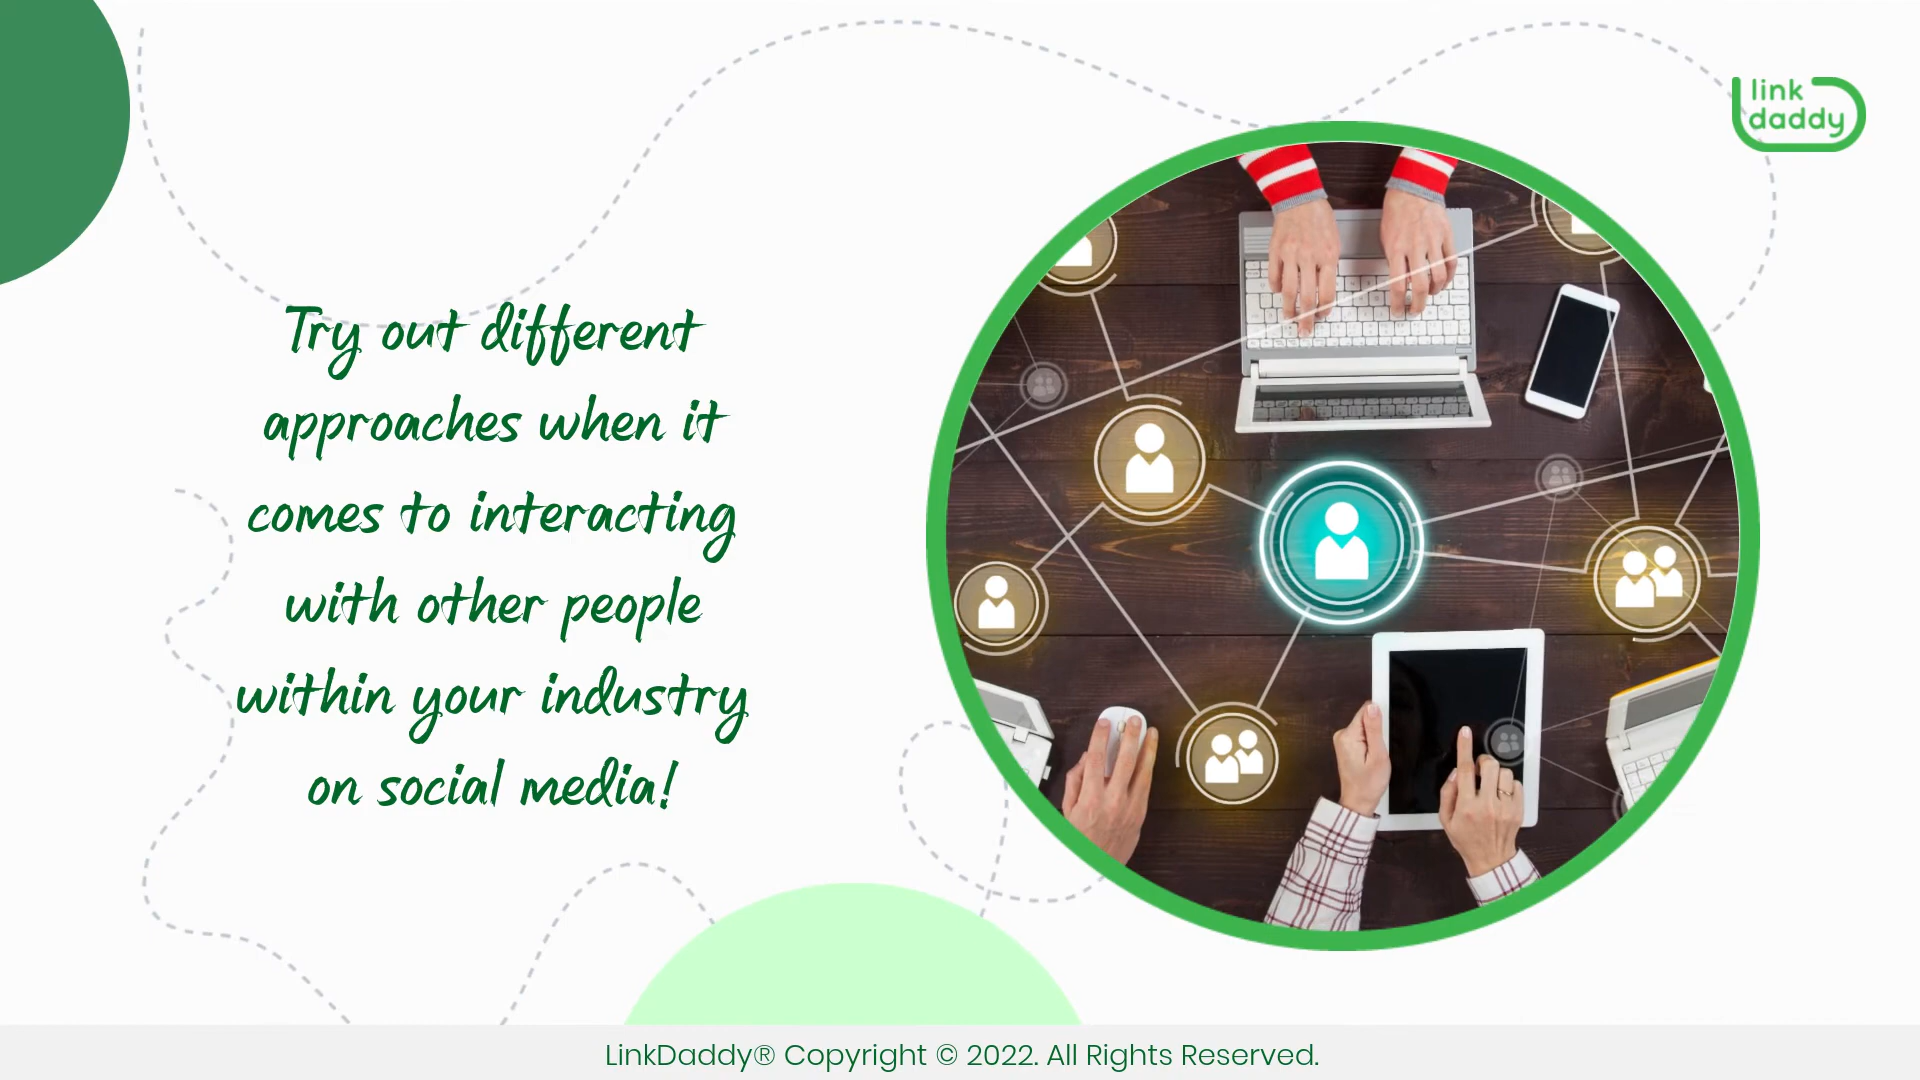 link
daddy
Try out different
approaches when it
comes to interacting
with other people
within your industry
on social media!
LinkDaddy® Copyright © 2022. All Rights Reserved.